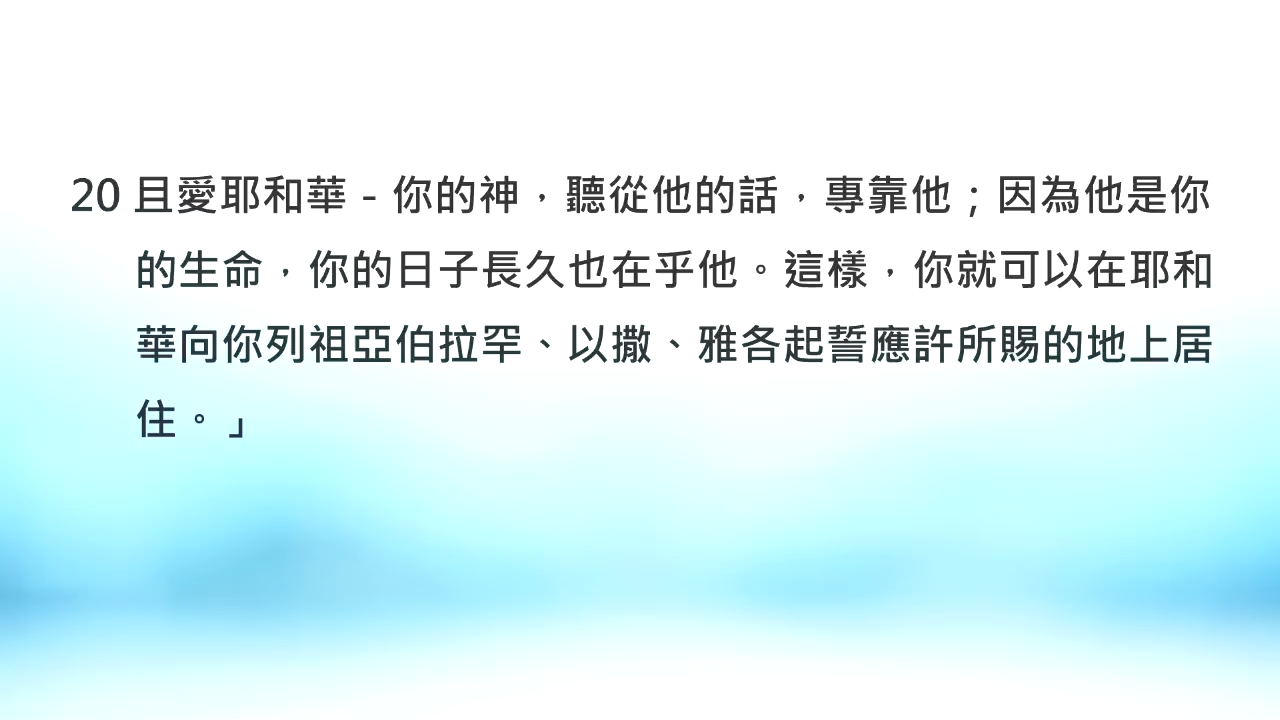 20 且愛耶和華－你的神，聽從他的話，專靠他；因為他是你
的生命，你的日子長久也在乎他。這樣，你就可以在耶和
華向你列祖亞伯拉罕、以撒、雅各起誓應許所賜的地上居
住。」